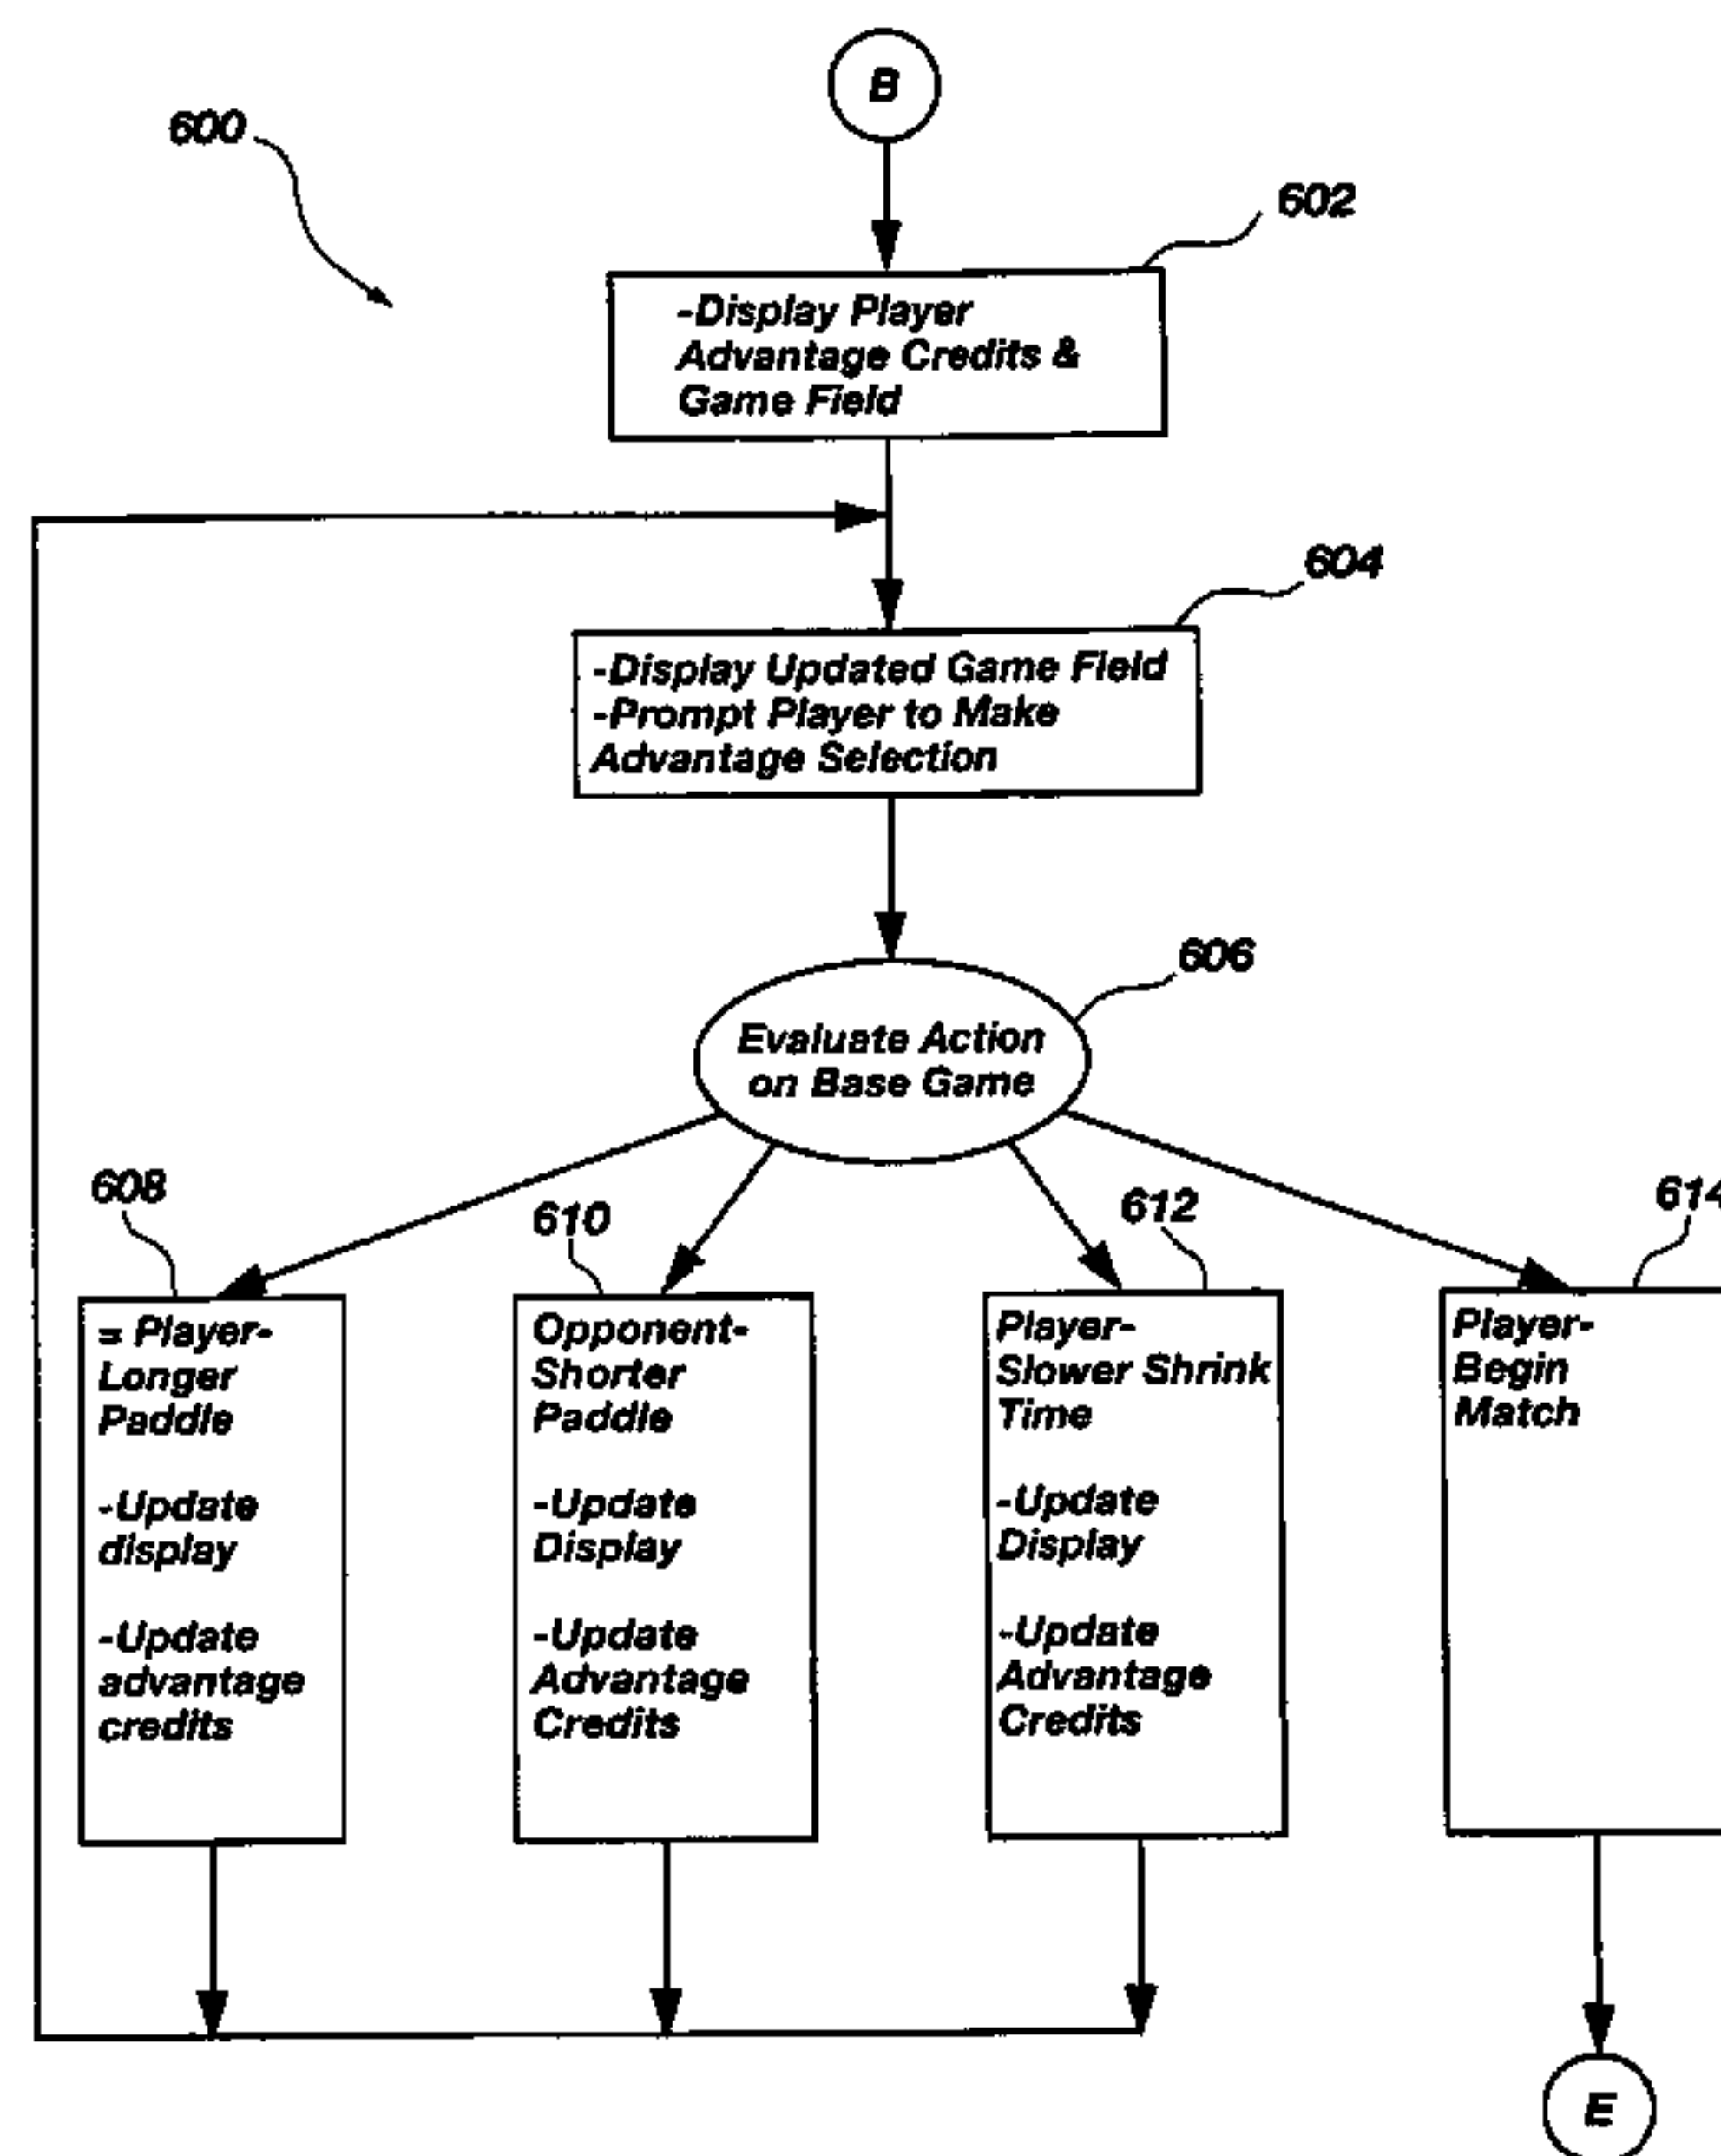 B
600
602
-Display Player
Advantage Credits &
Game Field
604
-Display Updated Game Field
-Prompt Player to Make
Advantage Selection
606
Evaluate Action
on Base Game
608
= Player-
Longer
Paddle
-Update
display
-Update
advantage
credits
610
Opponent-
Shorter
Paddle
-Update
Display
-Update
Advantage
Credits
612
Player-
Slower Shrink
Time
-Update
Display
-Update
Advantage
Credits
614
Player-
Begin
Match
E